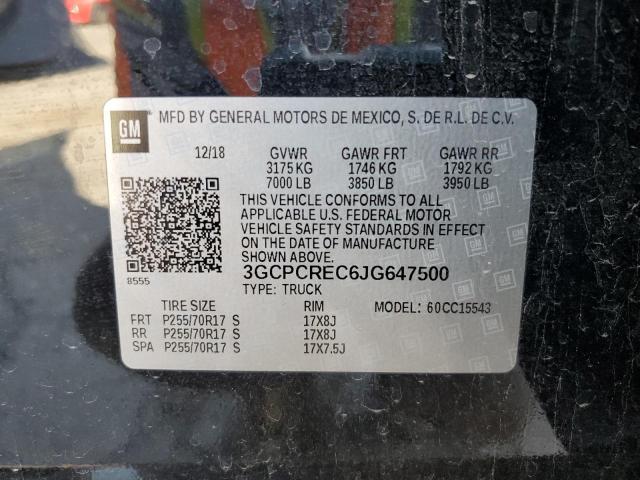 GM
MFD BY GENERAL MOTORS DE MEXICO, S. DE R.L. DE C.V.
12/18 GVWR GAWR FRT GAWR RR
3175 KG 1746 KG 1792 KG
7000 LB 3850 LB 3950 LB
THIS VEHICLE CONFORMS TO ALL
APPLICABLE U.S. FEDERAL MOTOR
VEHICLE SAFETY STANDARDS IN EFFECT
ON THE DATE OF MANUFACTURE
SHOWN ABOVE.
3GCPCREC6JG647500
8555 TYPE: TRUCK
TIRE SIZE RIM MODEL: 60CC15543
FRT P255/70R17 S 17X8J
RR P255/70R17 S 17X8J
SPA P255/70R17 S 17X7.5J